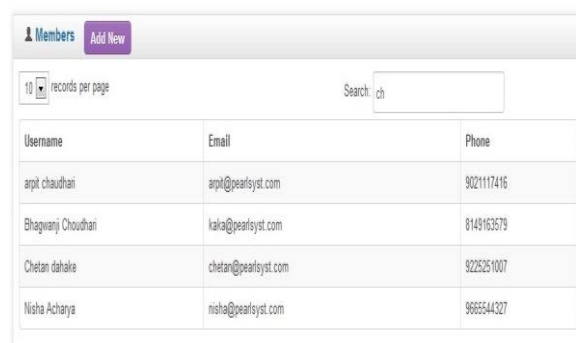 Members Add New
10 records per page Search: ch
Username Email Phone
arpit chaudhari arpit@pearlsyst.com 9021117416
Bhagwanji Choudhari kaka@pearlsyst.com 8149163579
Chetan dahake chetan@pearlsyst.com 9225251007
Nisha Acharya nisha@pearlsyst.com 9665544327